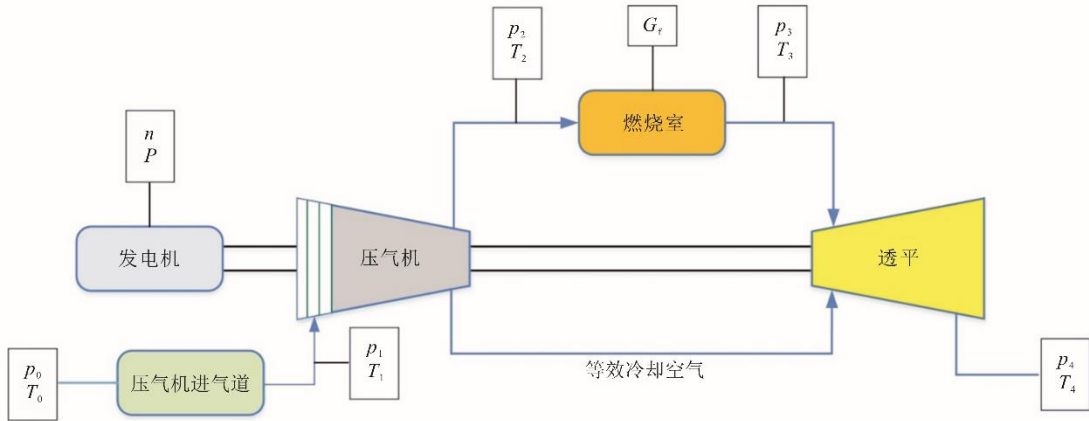 p₂
T₂
G_f
p₃
T₃
n
P
燃烧室
发电机
压气机
透平
p₀
T₀
压气机进气道
p₁
T₁
等效冷却空气
p₄
T₄